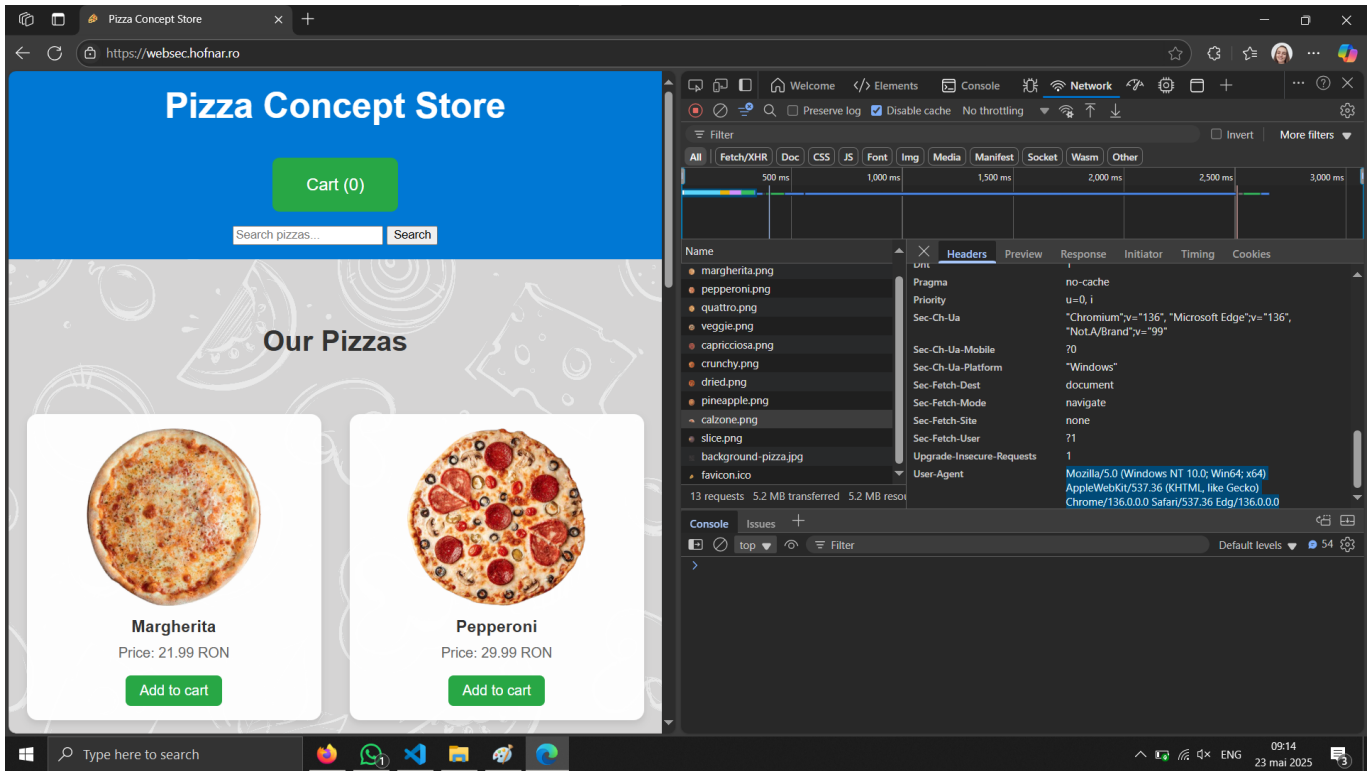 Pizza Concept Store
https://websec.hofnar.ro
Pizza Concept Store
Cart (0)
Search pizzas...
Search
Our Pizzas
Margherita
Price: 21.99 RON
Add to cart
Pepperoni
Price: 29.99 RON
Add to cart
Welcome
Elements
Console
Network
Preserve log
Disable cache
No throttling
Filter
Invert
More filters
All
Fetch/XHR
Doc
CSS
JS
Font
Img
Media
Manifest
Socket
Wasm
Other
500 ms
1,000 ms
1,500 ms
2,000 ms
2,500 ms
3,000 ms
Name
margherita.png
pepperoni.png
quattro.png
veggie.png
capricciosa.png
crunchy.png
dried.png
pineapple.png
calzone.png
slice.png
background-pizza.jpg
favicon.ico
13 requests 5.2 MB transferred 5.2 MB
Headers
Preview
Response
Initiator
Timing
Cookies
Dnt 1
Pragma no-cache
Priority u=0, i
Sec-Ch-Ua "Chromium";v="136", "Microsoft Edge";v="136",
"Not.A/Brand";v="99"
Sec-Ch-Ua-Mobile ?0
Sec-Ch-Ua-Platform "Windows"
Sec-Fetch-Dest document
Sec-Fetch-Mode navigate
Sec-Fetch-Site none
Sec-Fetch-User ?1
Upgrade-Insecure-Requests 1
User-Agent Mozilla/5.0 (Windows NT 10.0; Win64; x64)
AppleWebKit/537.36 (KHTML, like Gecko)
Chrome/136.0.0.0 Safari/537.36 Edg/136.0.0.0
Console
Issues
top
Filter
Default levels
54
Type here to search
1
ENG
09:14
23 mai 2025
3